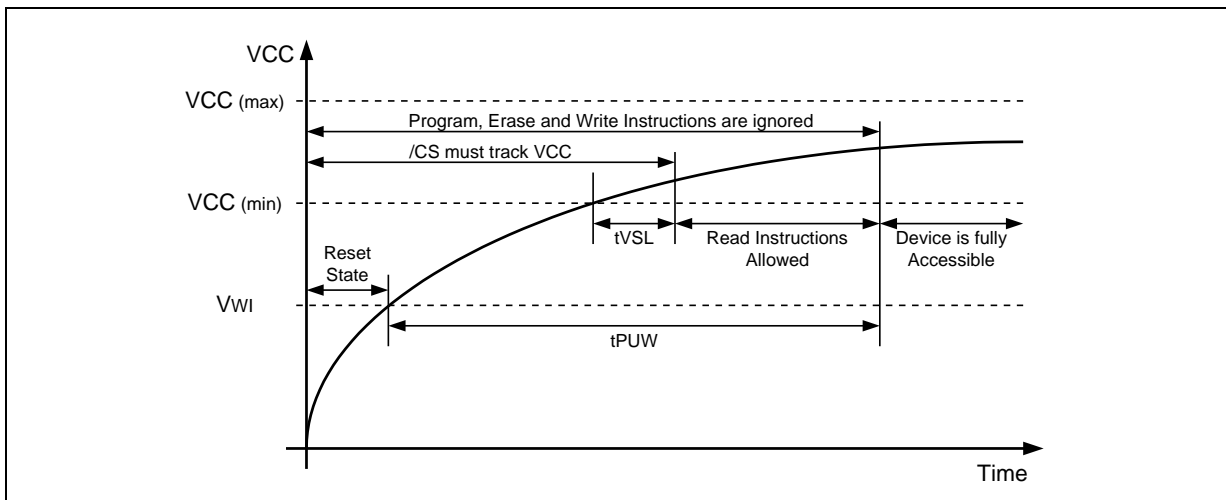 VCC
VCC (max)
Program, Erase and Write Instructions are ignored
/CS must track VCC
VCC (min)
tVSL
Read Instructions
Allowed
Device is fully
Accessible
Reset
State
VWI
tPUW
Time